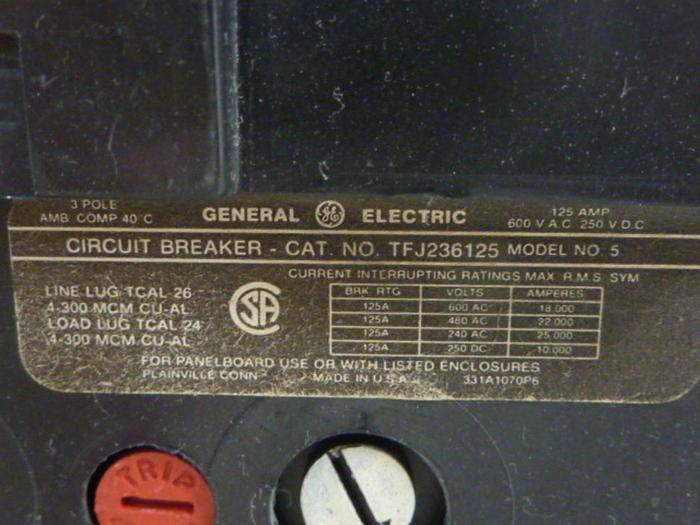 3 POLE
AMB. COMP 40 C
GENERAL GE ELECTRIC
125 AMP
600 V.A.C. 250 V.D.C
CIRCUIT BREAKER - CAT. NO. TFJ236125 MODEL NO. 5
CURRENT INTERRUPTING RATINGS MAX. R.M.S. SYM
LINE LUG TCAL 26
4-300 MCM CU-AL
LOAD LUG TCAL 24
4-300 MCM CU-AL
SA
BRK RTG VOLTS AMPERES
125A 600 AC 18,000
125A 480 AC 22,000
125A 240 AC 25,000
125A 250 DC 10,000
FOR PANELBOARD USE OR WITH LISTED ENCLOSURES
PLAINVILLE CONN MADE IN U.S.A. 331A1070P6
TRIP